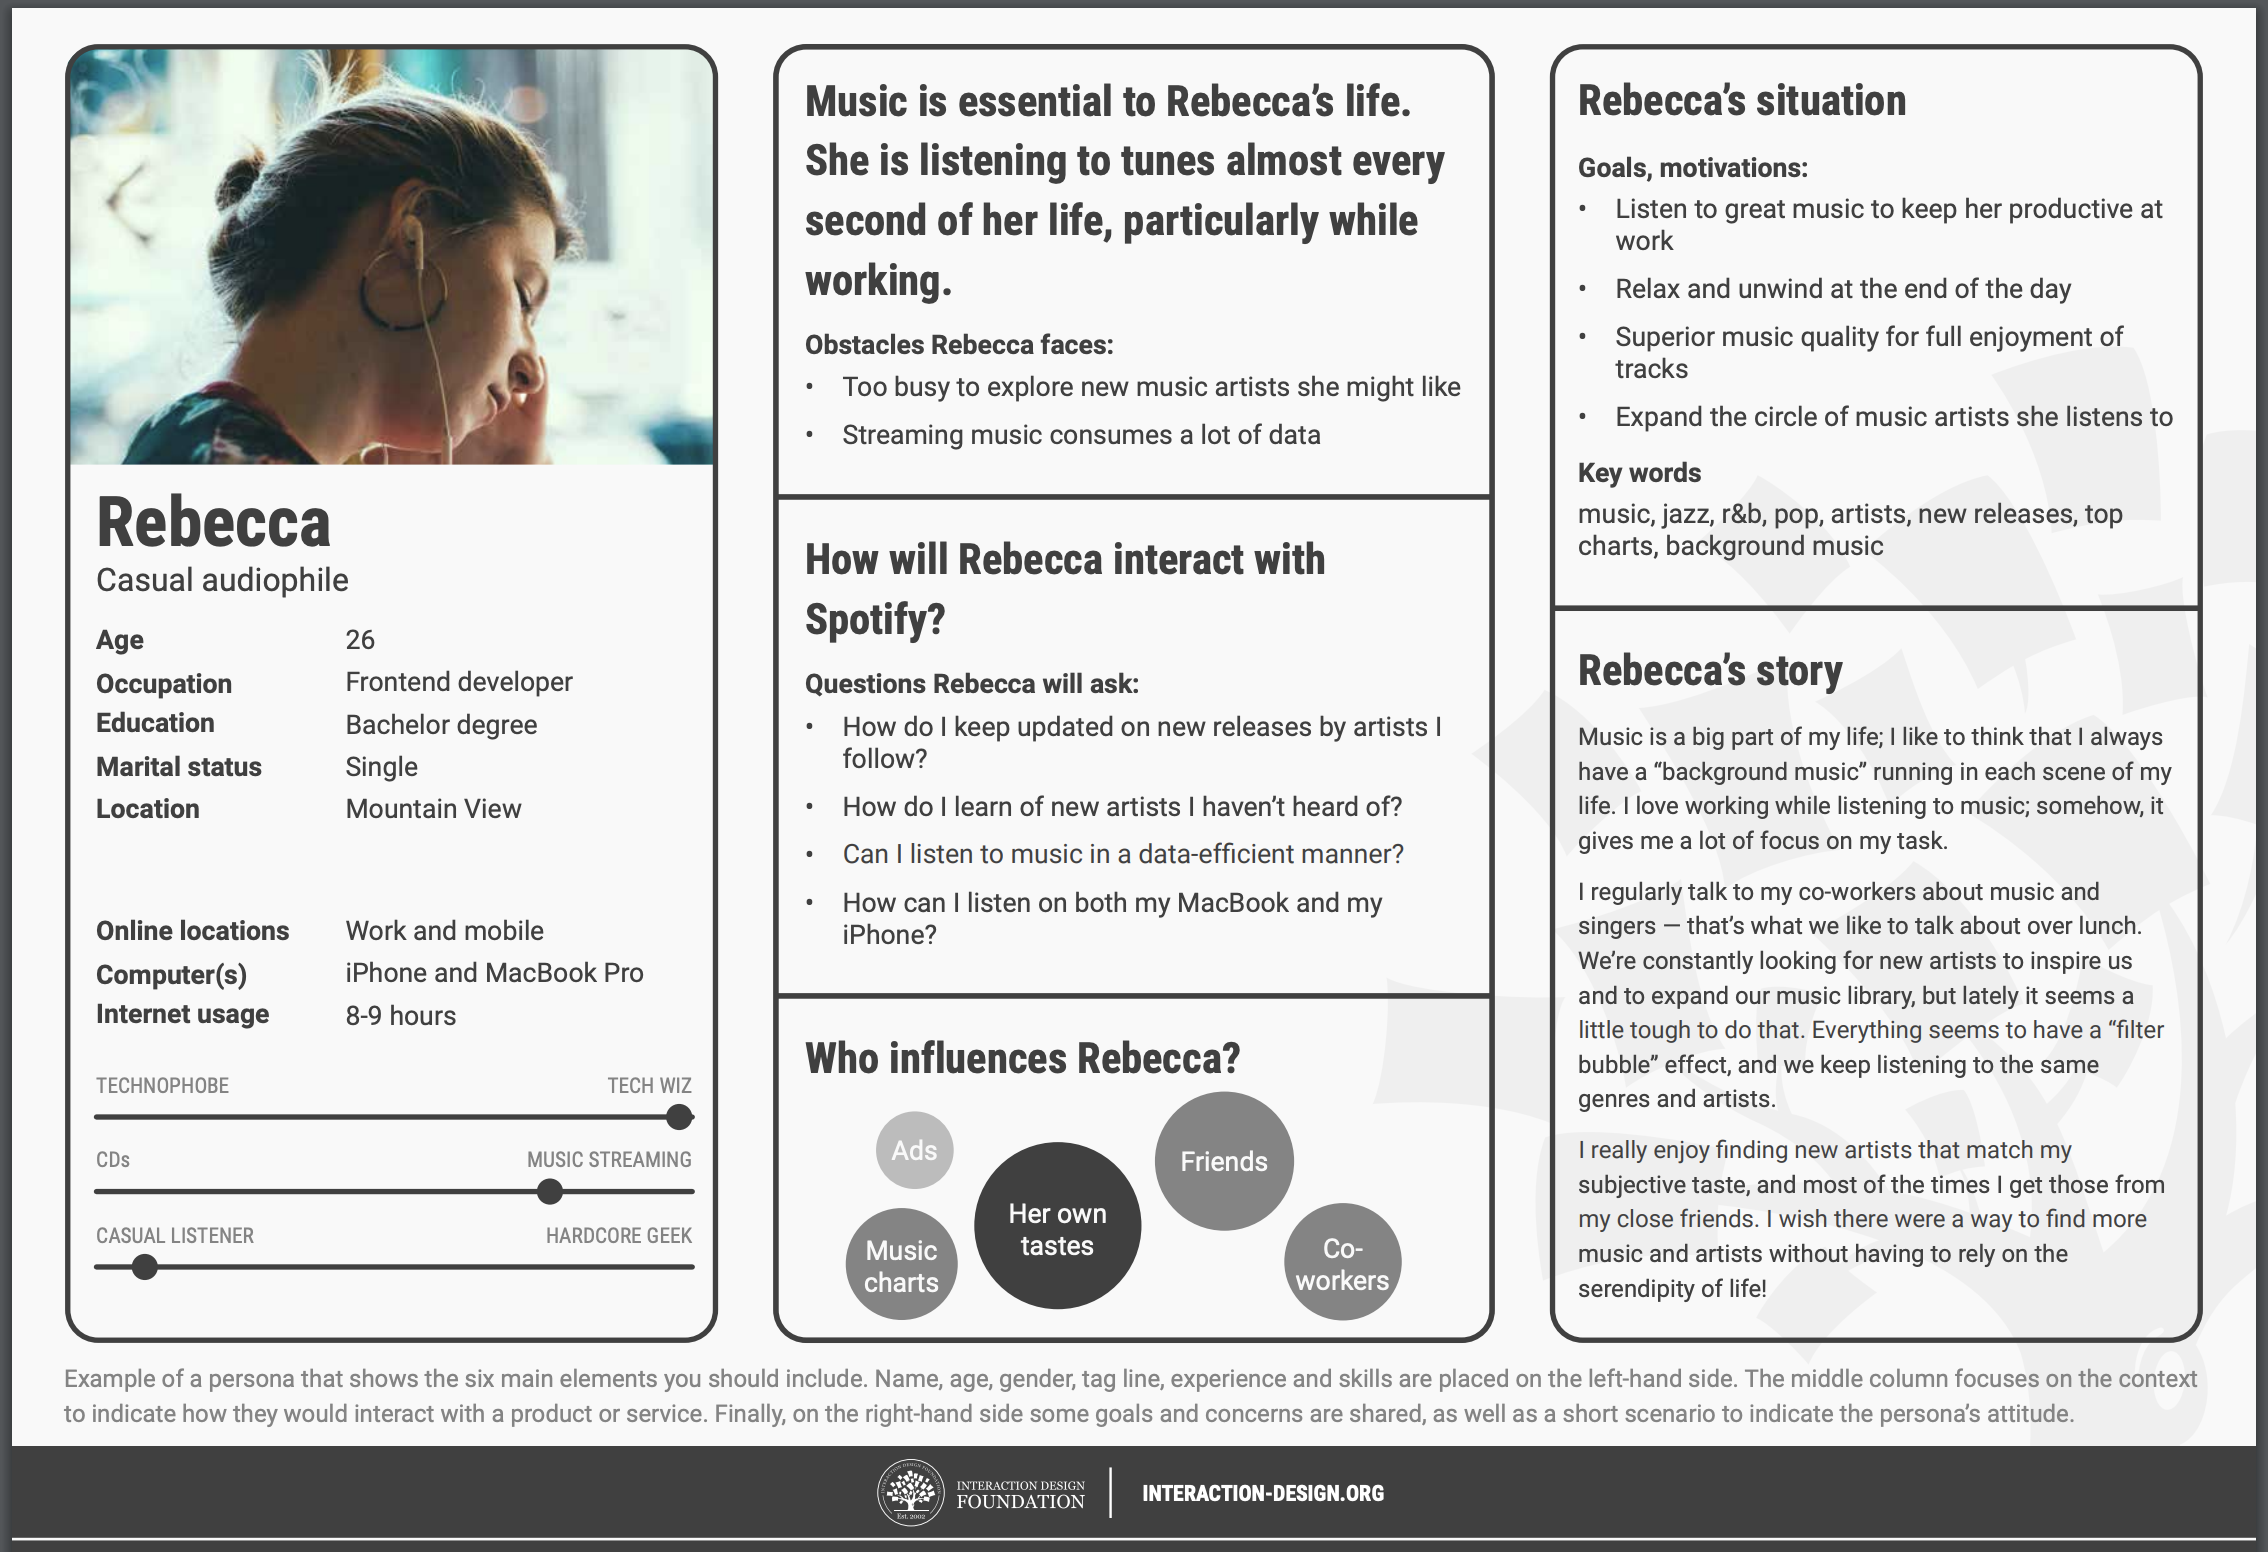 Rebecca
Casual audiophile
Age 26
Occupation Frontend developer
Education Bachelor degree
Marital status Single
Location Mountain View
Online locations Work and mobile
Computer(s) iPhone and MacBook Pro
Internet usage 8-9 hours
TECHNOPHOBE TECH WIZ
CDs MUSIC STREAMING
CASUAL LISTENER HARDCORE GEEK
Music is essential to Rebecca’s life.
She is listening to tunes almost every
second of her life, particularly while
working.
Obstacles Rebecca faces:
• Too busy to explore new music artists she might like
• Streaming music consumes a lot of data
How will Rebecca interact with
Spotify?
Questions Rebecca will ask:
• How do I keep updated on new releases by artists I
follow?
• How do I learn of new artists I haven’t heard of?
• Can I listen to music in a data-efficient manner?
• How can I listen on both my MacBook and my
iPhone?
Who influences Rebecca?
Ads
Music
charts
Her own
tastes
Friends
Co-
workers
Rebecca’s situation
Goals, motivations:
• Listen to great music to keep her productive at
work
• Relax and unwind at the end of the day
• Superior music quality for full enjoyment of
tracks
• Expand the circle of music artists she listens to
Key words
music, jazz, r&b, pop, artists, new releases, top
charts, background music
Rebecca’s story
Music is a big part of my life; I like to think that I always
have a “background music” running in each scene of my
life. I love working while listening to music; somehow, it
gives me a lot of focus on my task.
I regularly talk to my co-workers about music and
singers — that’s what we like to talk about over lunch.
We’re constantly looking for new artists to inspire us
and to expand our music library, but lately it seems a
little tough to do that. Everything seems to have a “filter
bubble” effect, and we keep listening to the same
genres and artists.
I really enjoy finding new artists that match my
subjective taste, and most of the times I get those from
my close friends. I wish there were a way to find more
music and artists without having to rely on the
serendipity of life!
Example of a persona that shows the six main elements you should include. Name, age, gender, tag line, experience and skills are placed on the left-hand side. The middle column focuses on the context
to indicate how they would interact with a product or service. Finally, on the right-hand side some goals and concerns are shared, as well as a short scenario to indicate the persona’s attitude.
INTERACTION DESIGN FOUNDATION
Est. 2002
INTERACTION DESIGN
FOUNDATION
INTERACTION-DESIGN.ORG